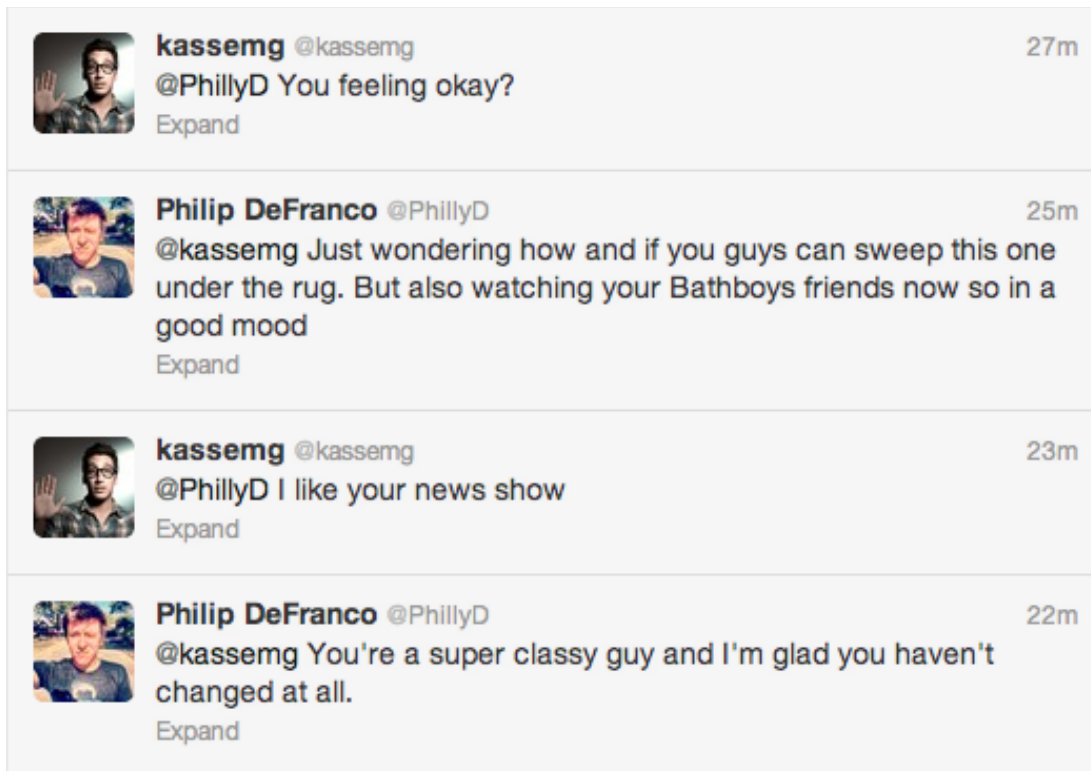 kassemg @kassemg 27m
@PhillyD You feeling okay?
Expand
Philip DeFranco @PhillyD 25m
@kassemg Just wondering how and if you guys can sweep this one
under the rug. But also watching your Bathboys friends now so in a
good mood
Expand
kassemg @kassemg 23m
@PhillyD I like your news show
Expand
Philip DeFranco @PhillyD 22m
@kassemg You're a super classy guy and I'm glad you haven't
changed at all.
Expand